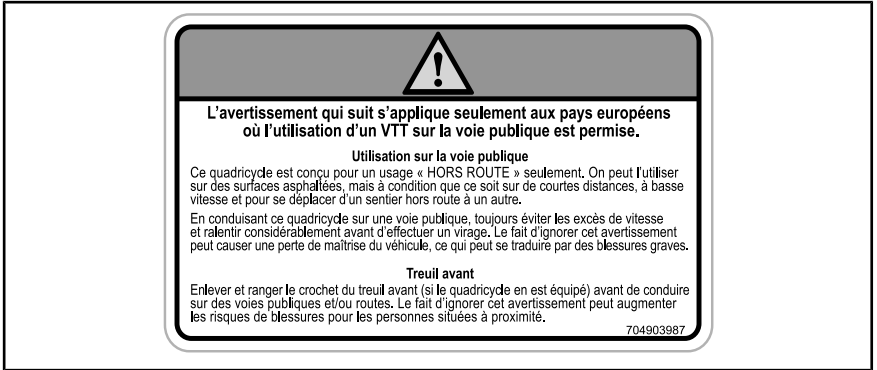 L'avertissement qui suit s'applique seulement aux pays européens
où l'utilisation d'un VTT sur la voie publique est permise.
Utilisation sur la voie publique
Ce quadricycle est conçu pour un usage « HORS ROUTE » seulement. On peut l'utiliser
sur des surfaces asphaltées, mais à condition que ce soit sur de courtes distances, à basse
vitesse et pour se déplacer d'un sentier hors route à un autre.
En conduisant ce quadricycle sur une voie publique, toujours éviter les excès de vitesse
et ralentir considérablement avant d'effectuer un virage. Le fait d'ignorer cet avertissement
peut causer une perte de maîtrise du véhicule, ce qui peut se traduire par des blessures graves.
Treuil avant
Enlever et ranger le crochet du treuil avant (si le quadricycle en est équipé) avant de conduire
sur des voies publiques et/ou routes. Le fait d'ignorer cet avertissement peut augmenter
les risques de blessures pour les personnes situées à proximité.
704903987